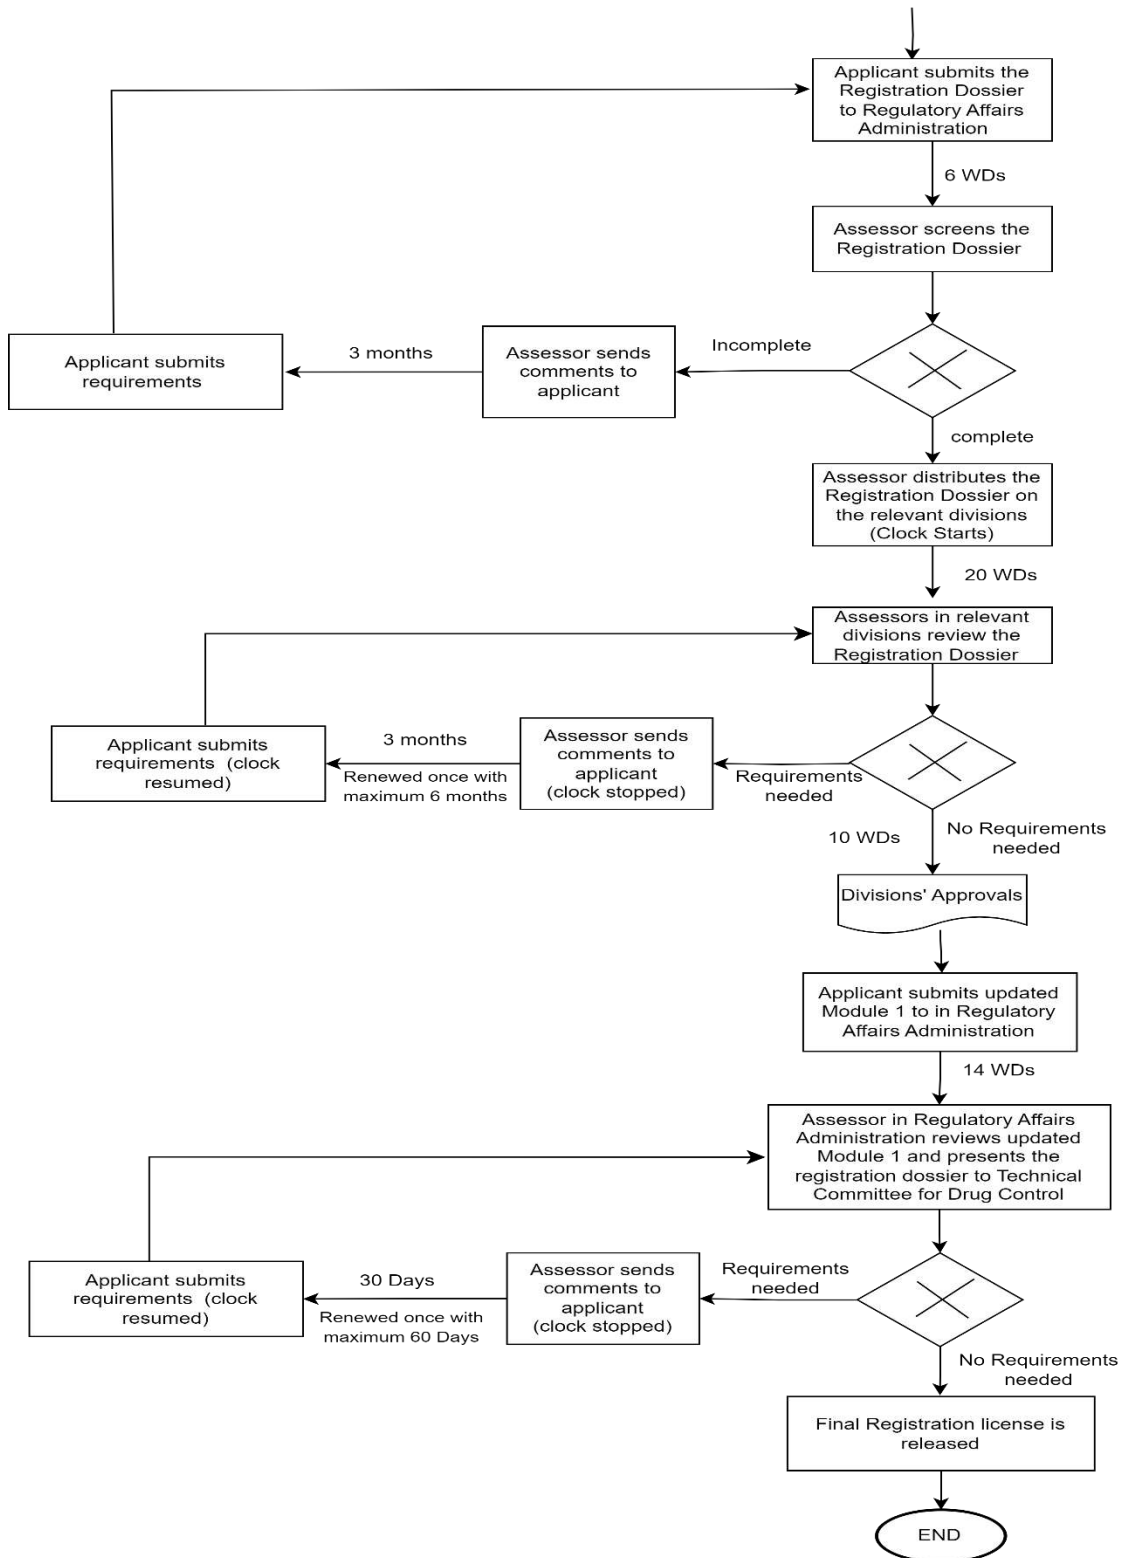 Applicant submits the
Registration Dossier
to Regulatory Affairs
Administration
6 WDs
Assessor screens the
Registration Dossier
Incomplete
Assessor sends
comments to
applicant
3 months
Applicant submits
requirements
complete
Assessor distributes the
Registration Dossier on
the relevant divisions
(Clock Starts)
20 WDs
Assessors in relevant
divisions review the
Registration Dossier
Requirements
needed
Assessor sends
comments to
applicant
(clock stopped)
3 months
Renewed once with
maximum 6 months
Applicant submits
requirements (clock
resumed)
10 WDs
No Requirements
needed
Divisions' Approvals
Applicant submits updated
Module 1 to in Regulatory
Affairs Administration
14 WDs
Assessor in Regulatory Affairs
Administration reviews updated
Module 1 and presents the
registration dossier to Technical
Committee for Drug Control
Requirements
needed
Assessor sends
comments to
applicant
(clock stopped)
30 Days
Renewed once with
maximum 60 Days
Applicant submits
requirements (clock
resumed)
No Requirements
needed
Final Registration license is
released
END